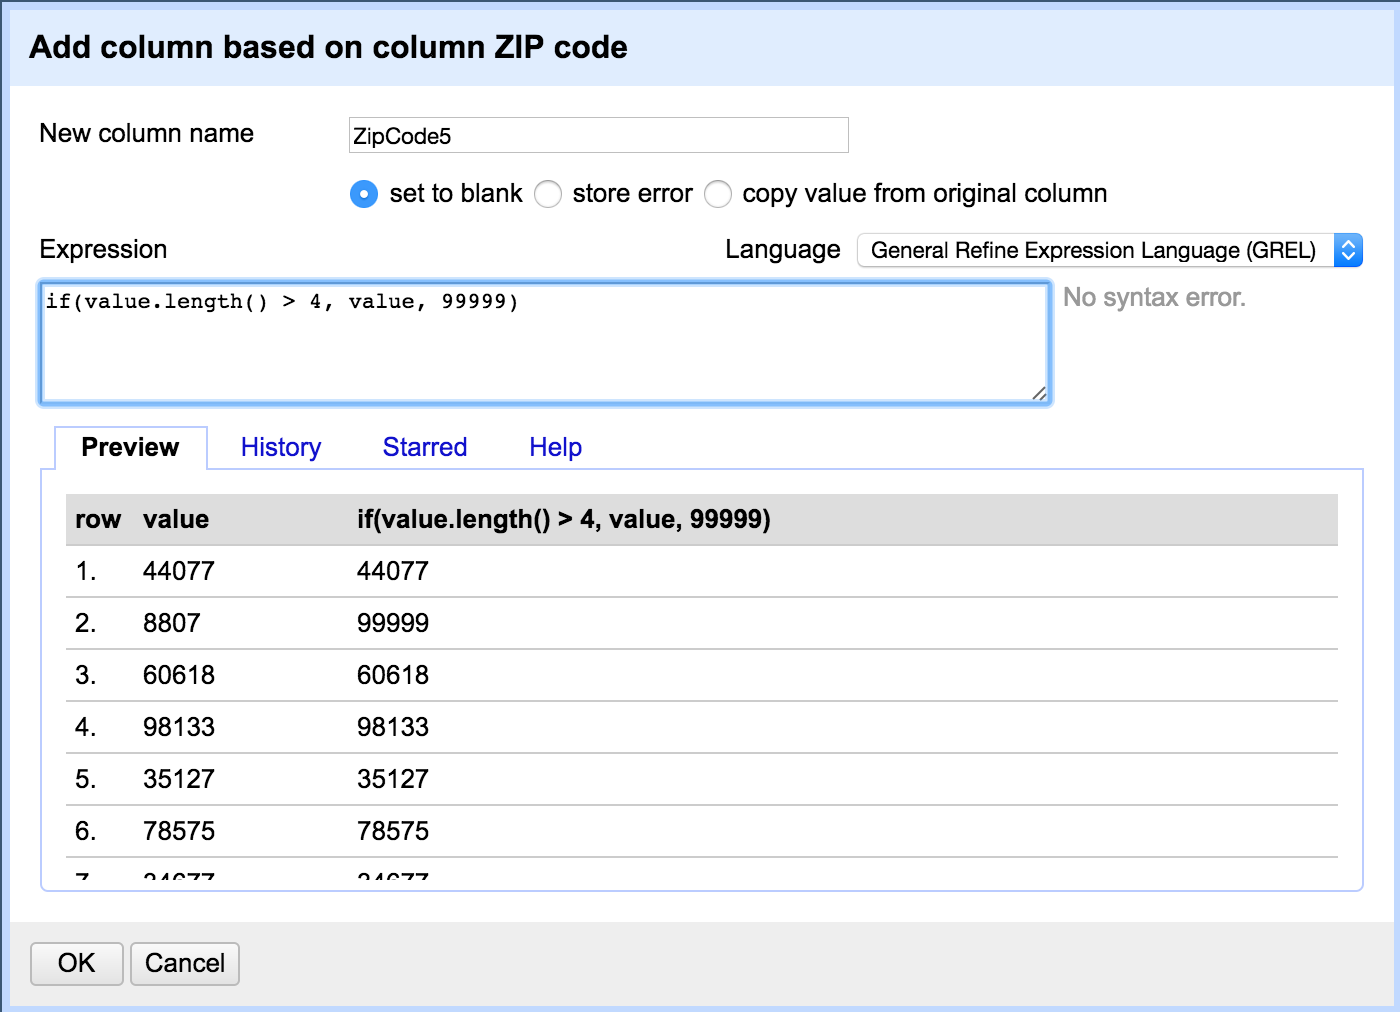 Add column based on column ZIP code
New column name ZipCode5
set to blank store error copy value from original column
Expression Language General Refine Expression Language (GREL)
if(value.length() > 4, value, 99999) No syntax error.
Preview History Starred Help
row value if(value.length() > 4, value, 99999)
1. 44077 44077
2. 8807 99999
3. 60618 60618
4. 98133 98133
5. 35127 35127
6. 78575 78575
OK Cancel